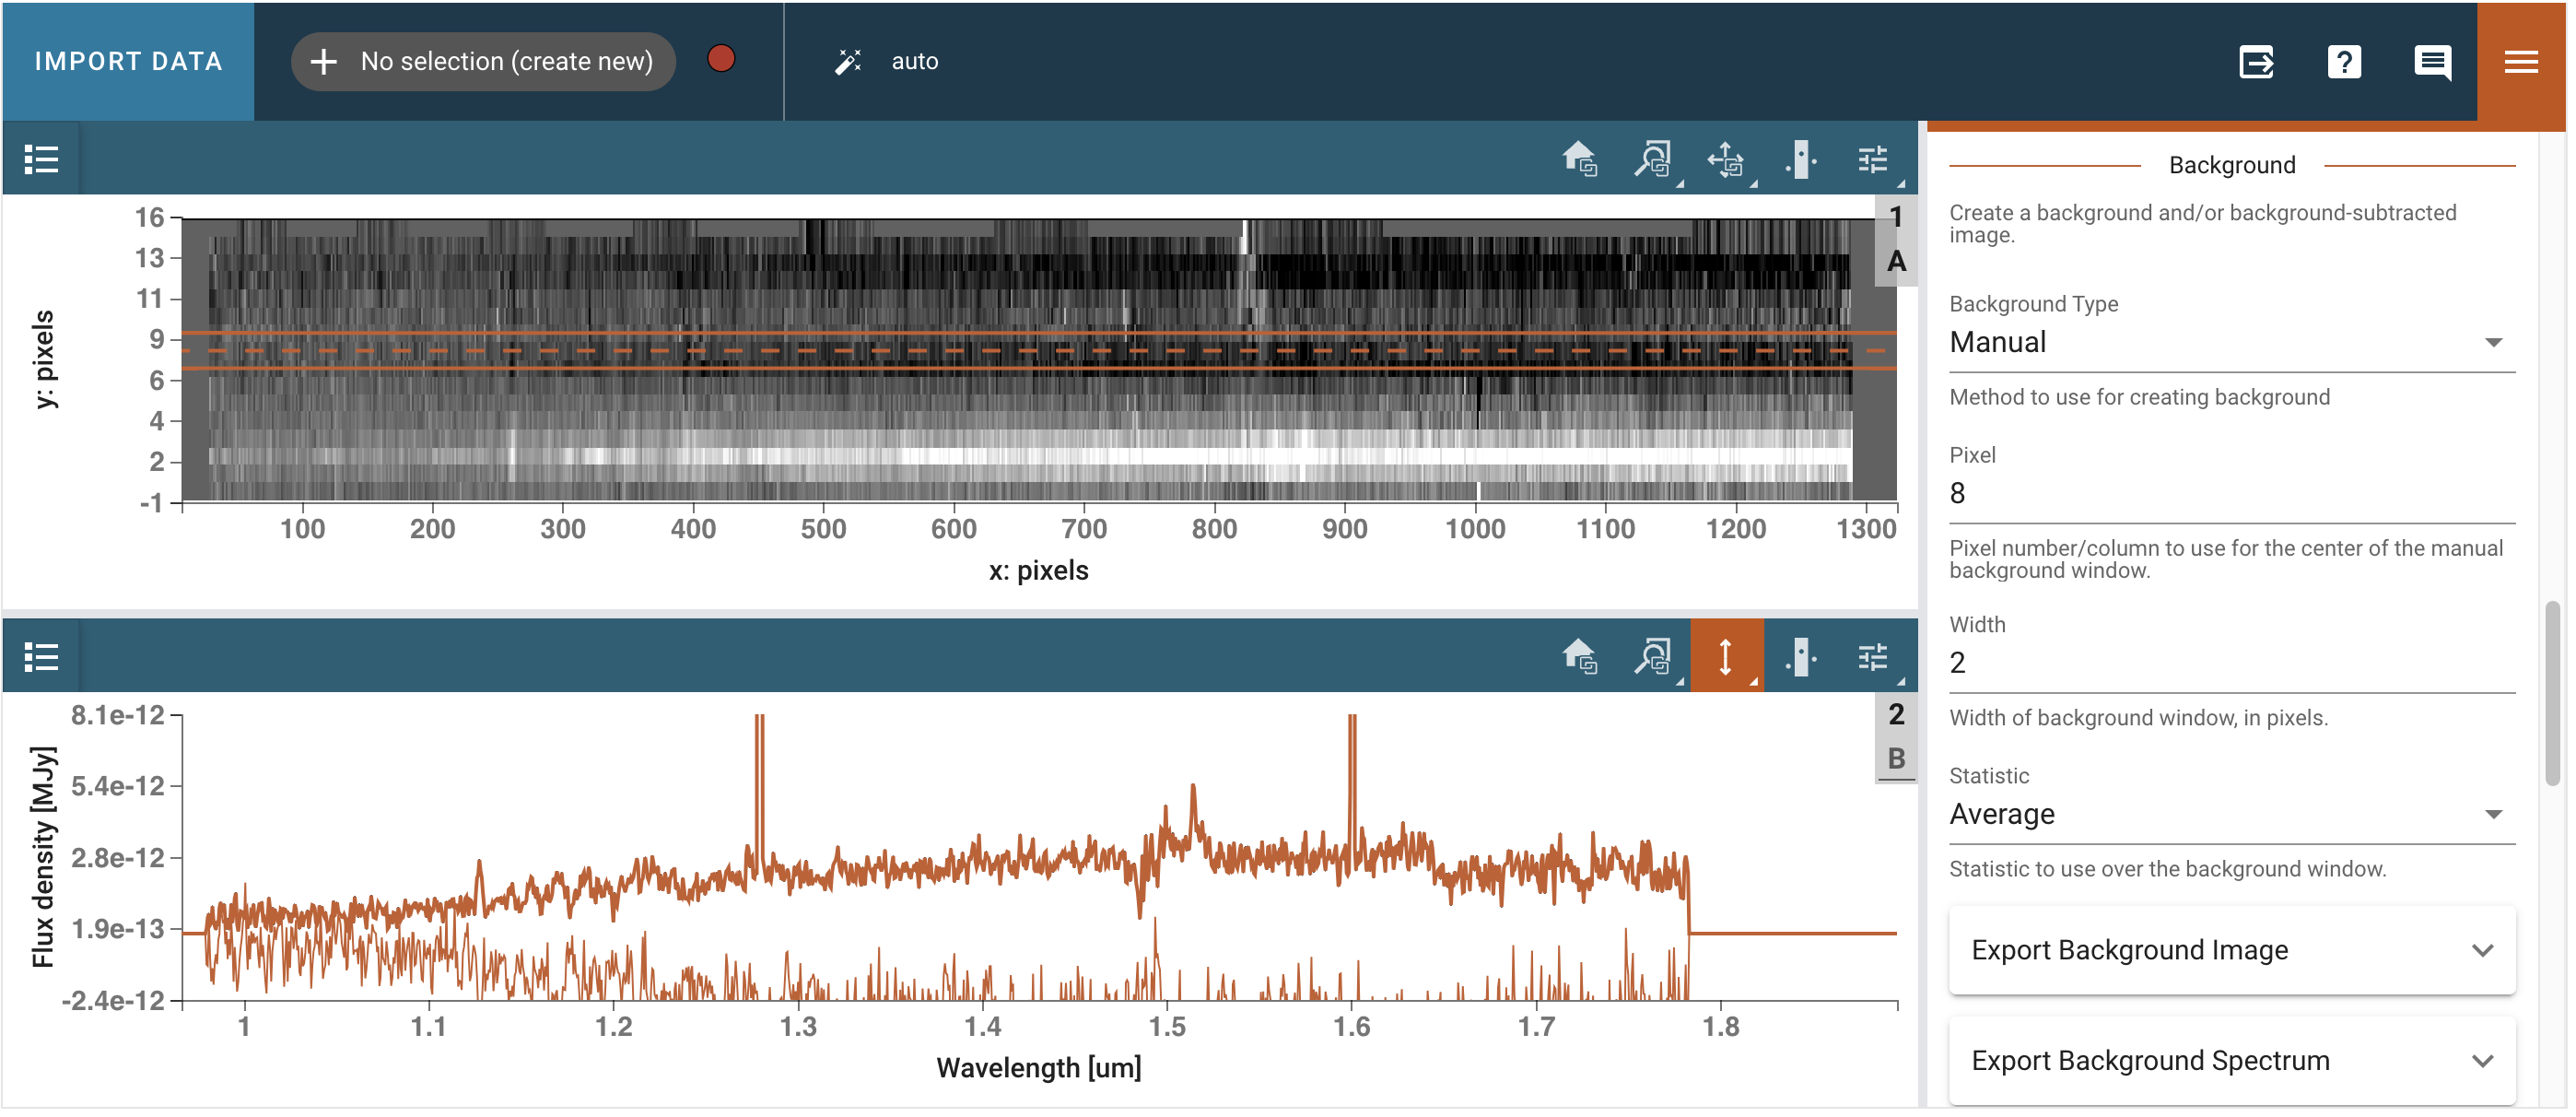 IMPORT DATA
No selection (create new)
auto
16
13
11
9
6
4
2
-1
y: pixels
100 200 300 400 500 600 700 800 900 1000 1100 1200 1300
x: pixels
1
A
8.1e-12
5.4e-12
2.8e-12
1.9e-13
-2.4e-12
Flux density [MJy]
1 1.1 1.2 1.3 1.4 1.5 1.6 1.7 1.8
Wavelength [um]
2
B
Background
Create a background and/or background-subtracted
image.
Background Type
Manual
Method to use for creating background
Pixel
8
Pixel number/column to use for the center of the manual
background window.
Width
2
Width of background window, in pixels.
Statistic
Average
Statistic to use over the background window.
Export Background Image
Export Background Spectrum